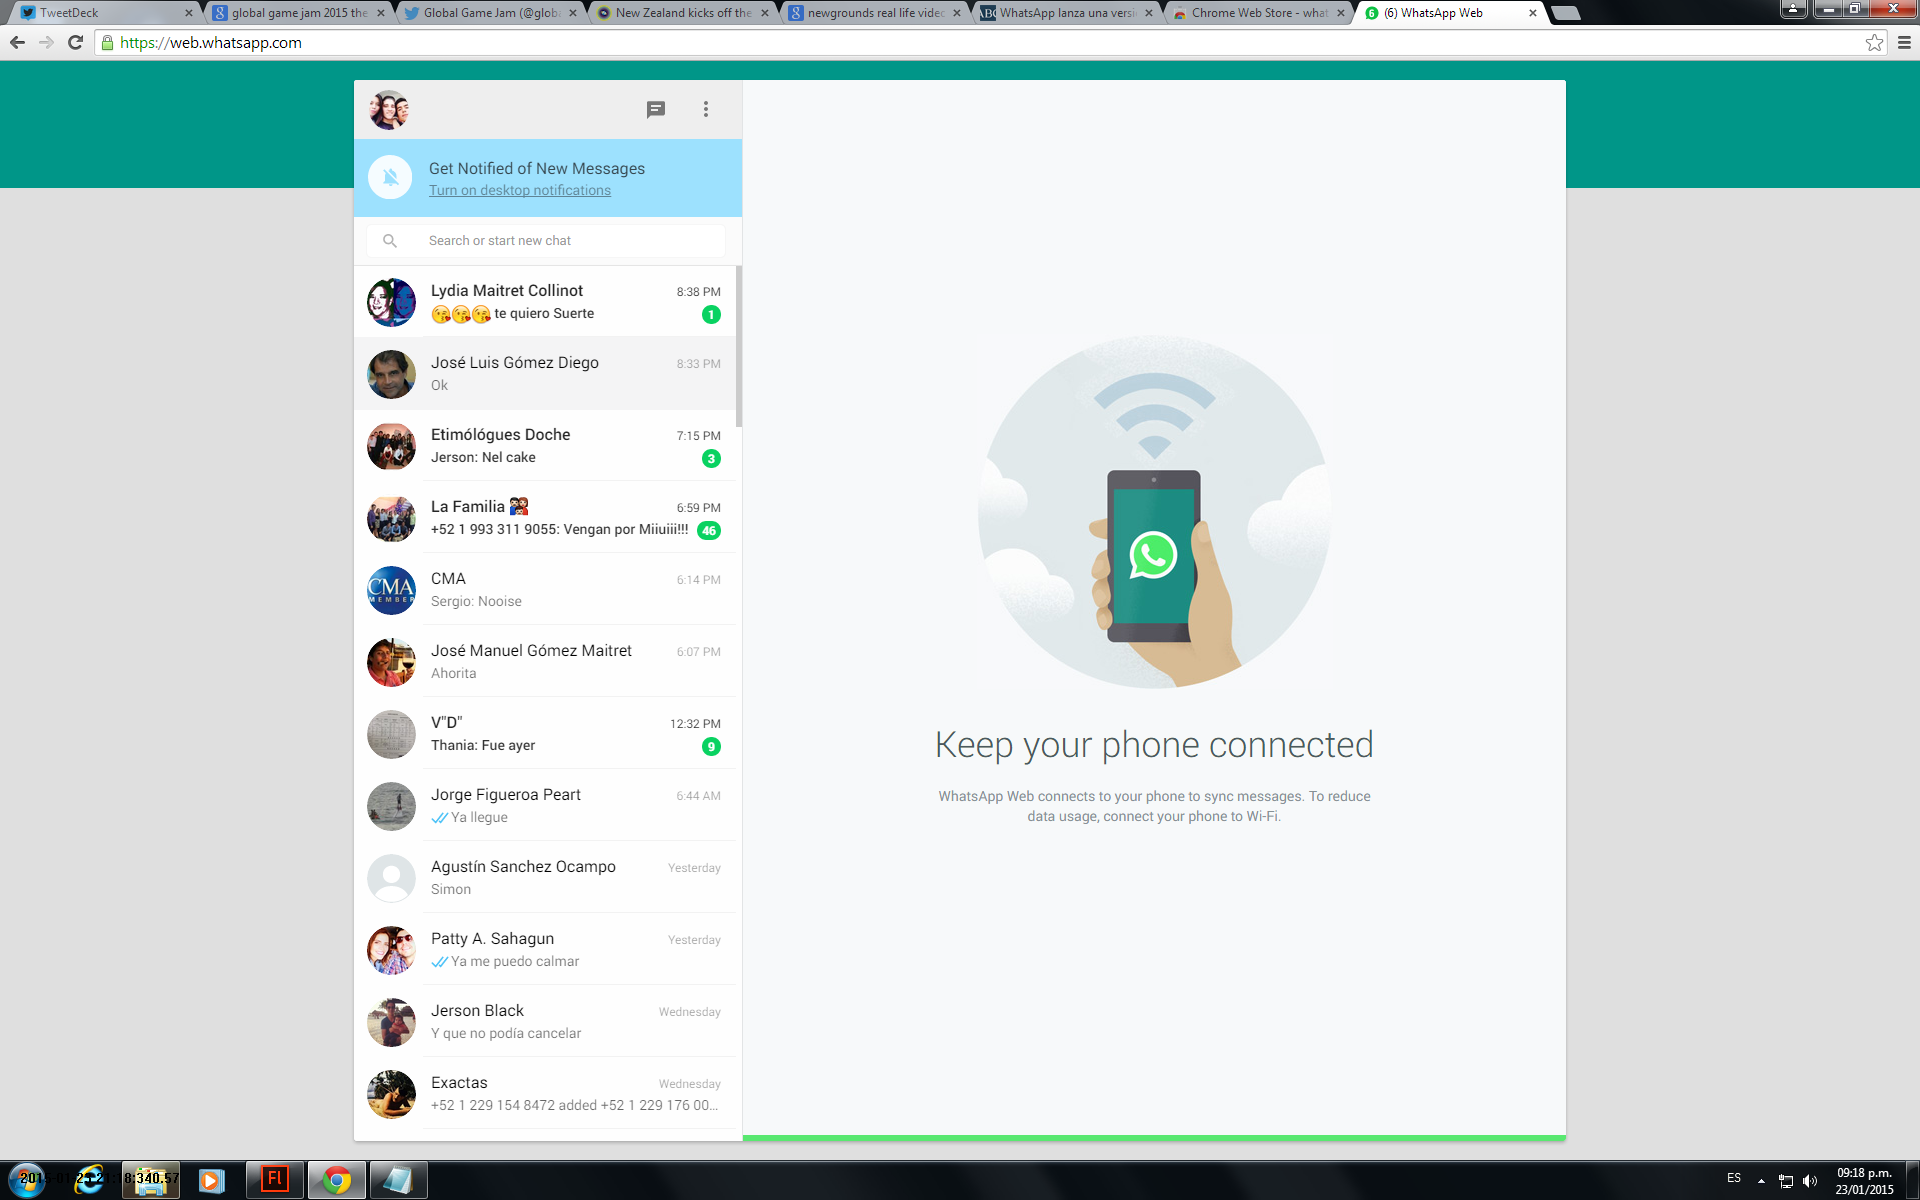 TweetDeck
global game jam 2015 the
Global Game Jam (@globa
New Zealand kicks off the
newgrounds real life video
ABC WhatsApp lanza una versi
Chrome Web Store - what
6 (6) WhatsApp Web
https://web.whatsapp.com
Get Notified of New Messages
Turn on desktop notifications
Search or start new chat
Lydia Maitret Collinot 8:38 PM
😘😘😘 te quiero Suerte 1
José Luis Gómez Diego 8:33 PM
Ok
Etimólógues Doche 7:15 PM
Jerson: Nel cake 3
La Familia 👪 6:59 PM
+52 1 993 311 9055: Vengan por Miiuiii!!! 46
CMA MEMBER
CMA 6:14 PM
Sergio: Nooise
José Manuel Gómez Maitret 6:07 PM
Ahorita
V"D" 12:32 PM
Thania: Fue ayer 9
Jorge Figueroa Peart 6:44 AM
Ya llegue
Agustín Sanchez Ocampo Yesterday
Simon
Patty A. Sahagun Yesterday
Ya me puedo calmar
Jerson Black Wednesday
Y que no podía cancelar
Exactas Wednesday
+52 1 229 154 8472 added +52 1 229 176 00...
Keep your phone connected
WhatsApp Web connects to your phone to sync messages. To reduce
data usage, connect your phone to Wi-Fi.
Fl
ES
09:18 p.m.
23/01/2015